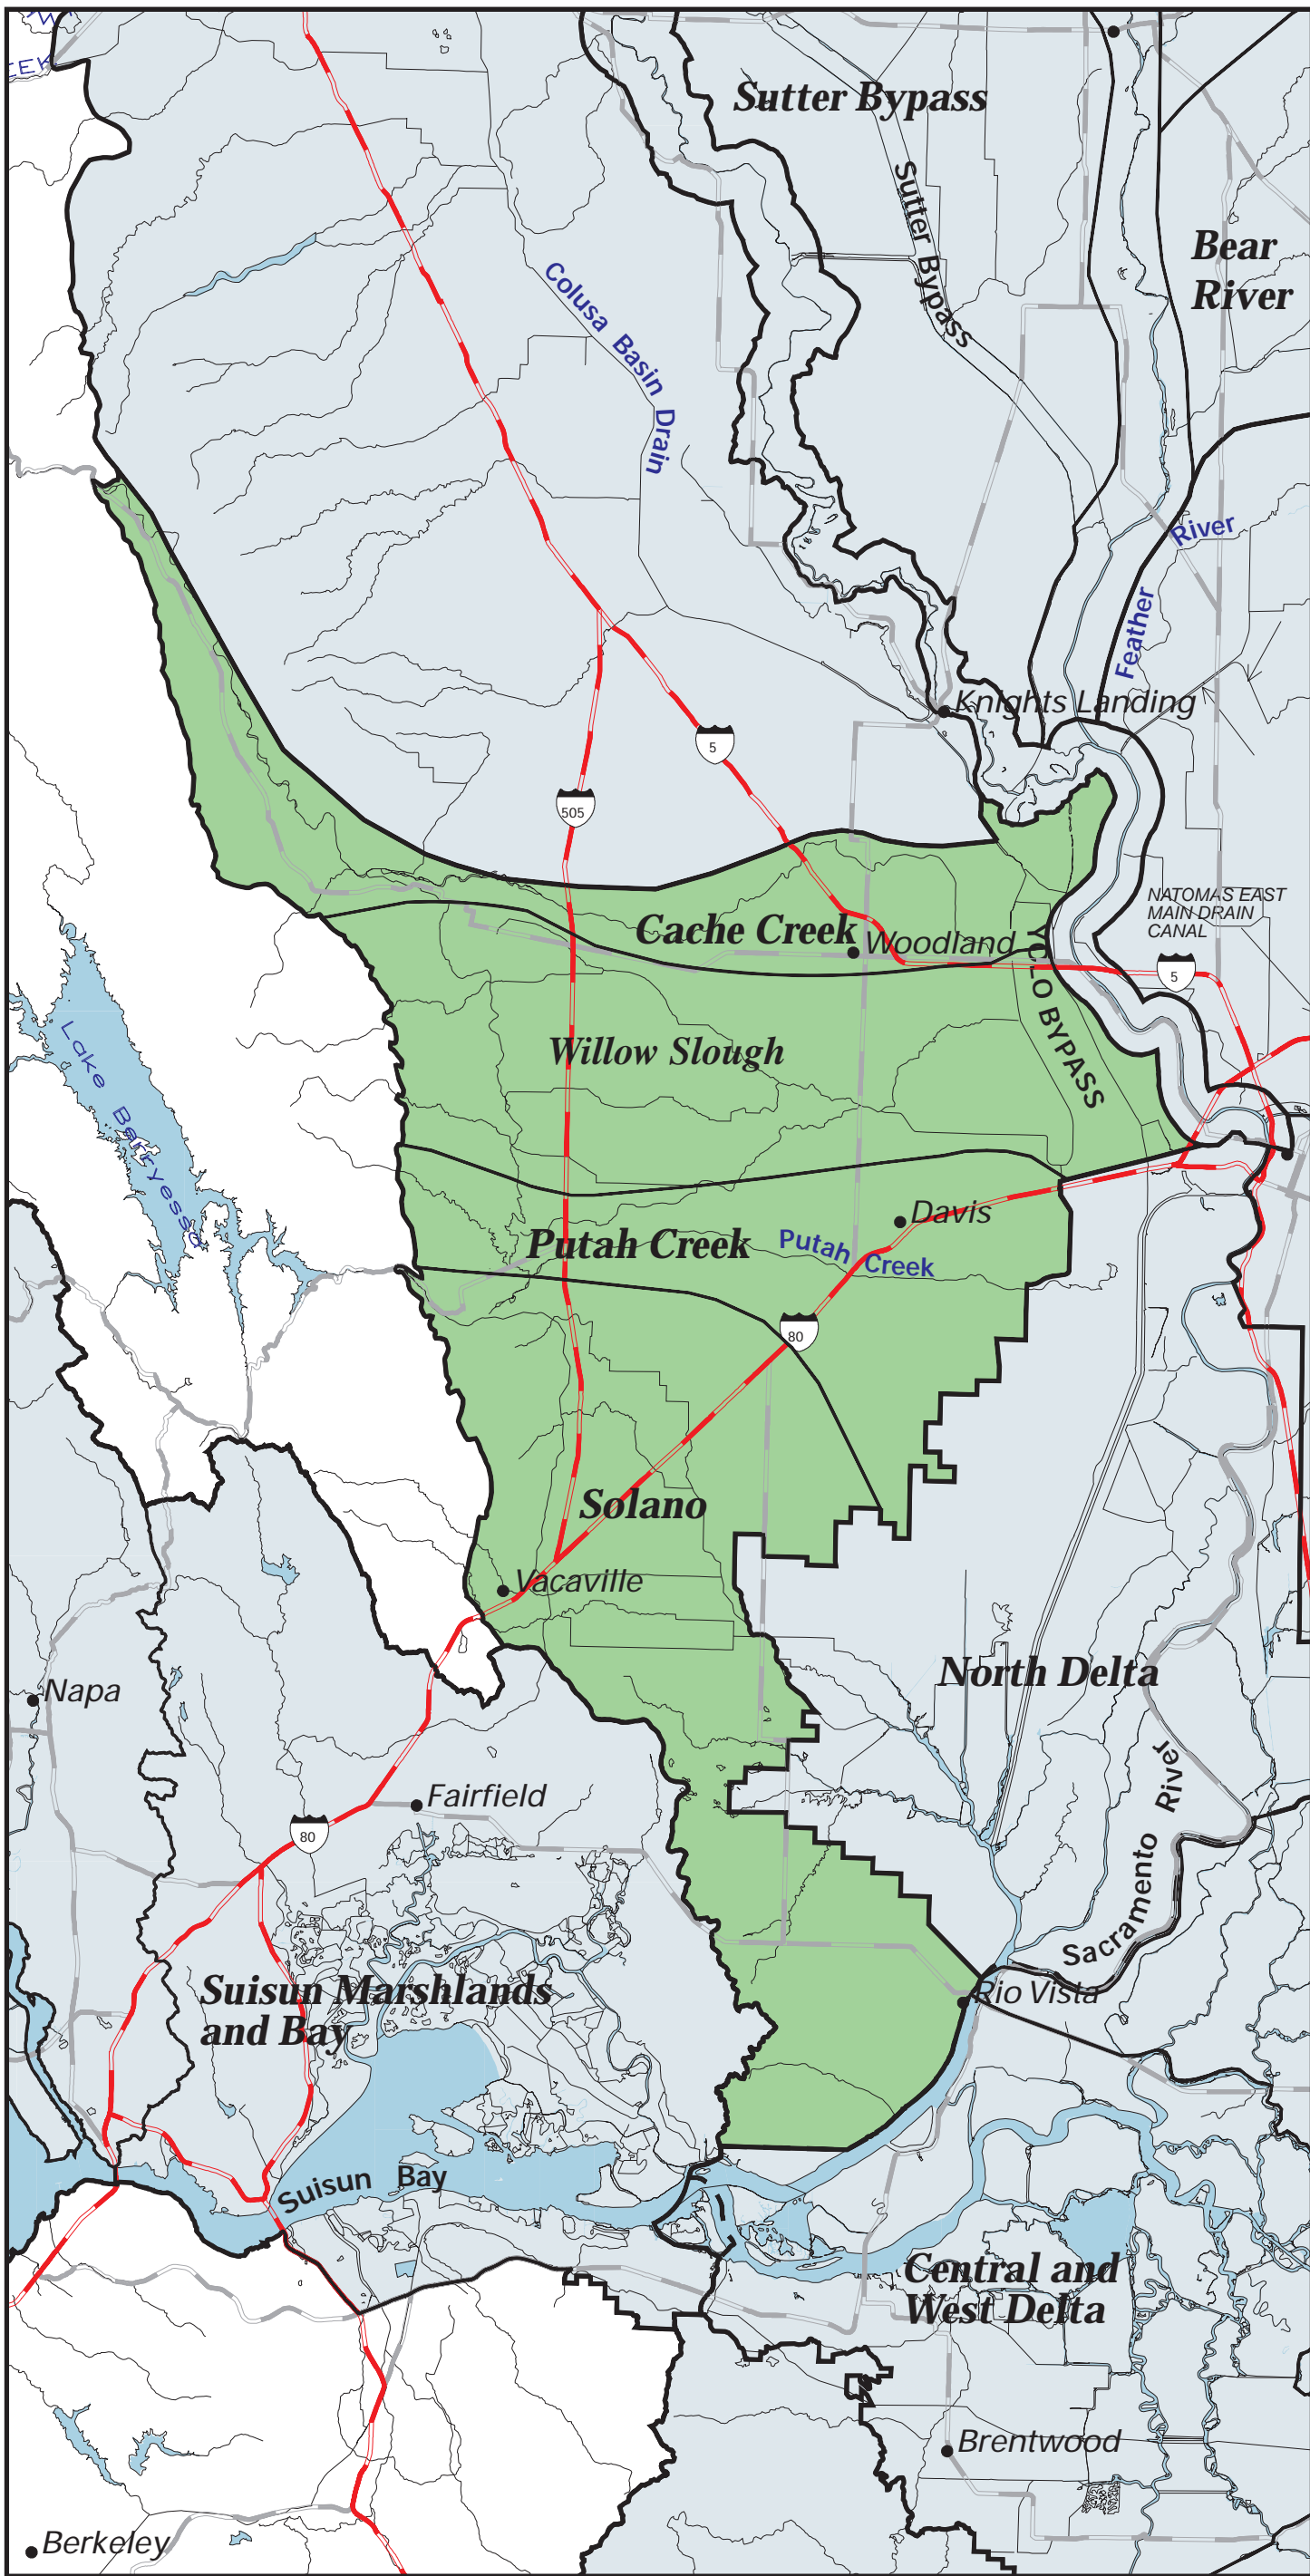 EEK
Sutter Bypass
Sutter Bypass
Bear
River
Colusa Basin Drain
River
Feather
Knights Landing
5
505
NATOMAS EAST
MAIN DRAIN
CANAL
Cache Creek
Woodland
5
YOLO BYPASS
Lake Berryessa
Willow Slough
Davis
Putah Creek
Putah Creek
80
Solano
Vacaville
North Delta
Napa
Fairfield
80
Sacramento River
Suisun Marshlands
and Bay
Rio Vista
Suisun Bay
Central and
West Delta
Brentwood
Berkeley